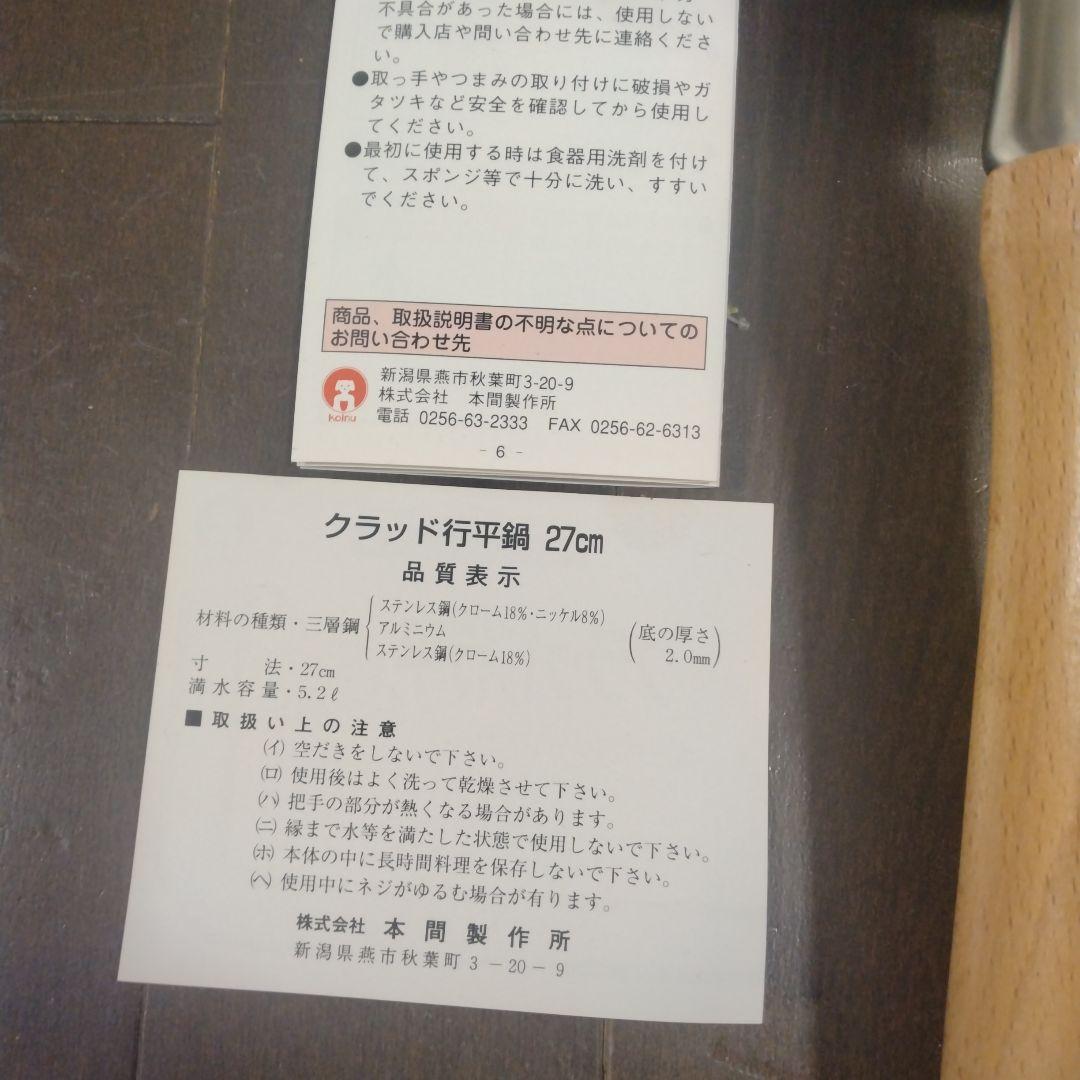 不具合があった場合には、使用しない
で購入店や問い合わせ先に連絡くださ
い。
●取っ手やつまみの取り付けに破損やガ
タツキなど安全を確認してから使用し
てください。
●最初に使用する時は食器用洗剤を付け
て、スポンジ等で十分に洗い、すすい
でください。
商品、取扱説明書の不明な点についての
お問い合わせ先
新潟県燕市秋葉町3-20-9
株式会社 本間製作所
koinu
電話 0256-63-2333 FAX 0256-62-6313
- 6 -
クラッド行平鍋 27cm
品質表示
材料の種類・三層鋼
ステンレス鋼(クローム18%・ニッケル8%)
アルミニウム
ステンレス鋼(クローム18%)
(底の厚さ
2.0mm)
寸法・27cm
満水容量・5.2ℓ
■取扱い上の注意
(イ) 空だきをしないで下さい。
(ロ) 使用後はよく洗って乾燥させて下さい。
(ハ) 把手の部分が熱くなる場合があります。
(ニ) 縁まで水等を満たした状態で使用しないで下さい。
(ホ) 本体の中に長時間料理を保存しないで下さい。
(ヘ) 使用中にネジがゆるむ場合が有ります。
株式会社 本間製作所
新潟県燕市秋葉町3-20-9